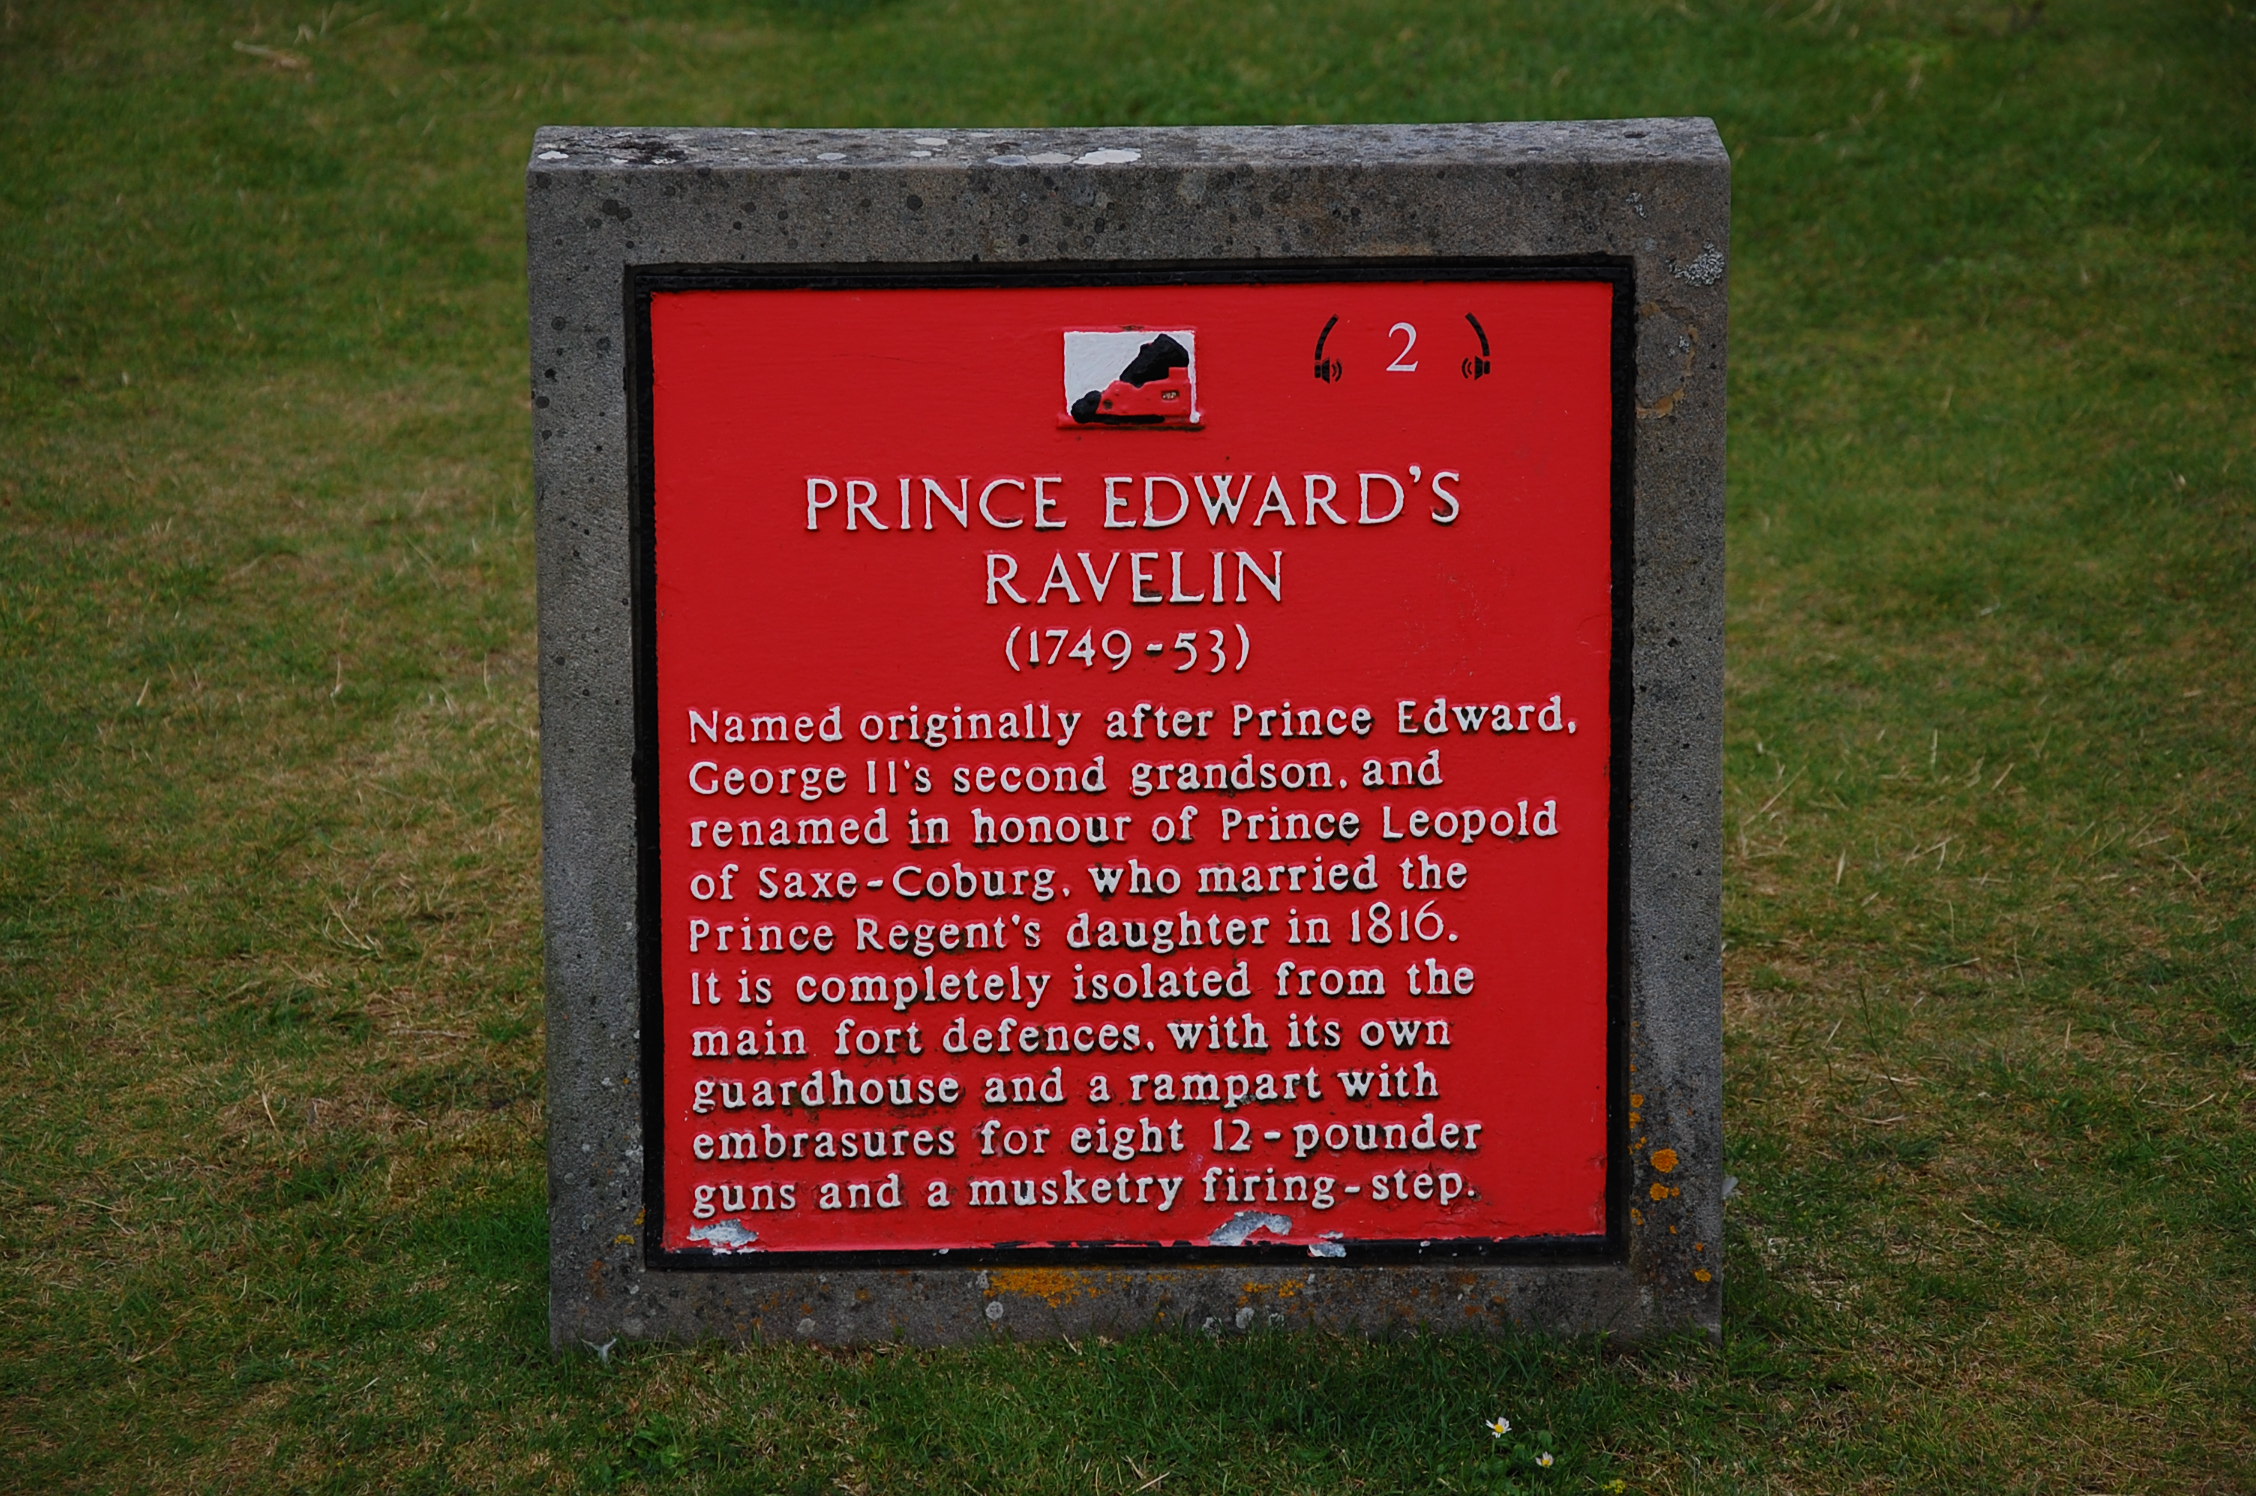 2
PRINCE EDWARD'S
RAVELIN
(1749-53)
Named originally after Prince Edward,
George II's second grandson, and
renamed in honour of Prince Leopold
of Saxe-Coburg, who married the
Prince Regent's daughter in 1816.
It is completely isolated from the
main fort defences, with its own
guardhouse and a rampart with
embrasures for eight 12-pounder
guns and a musketry firing-step.